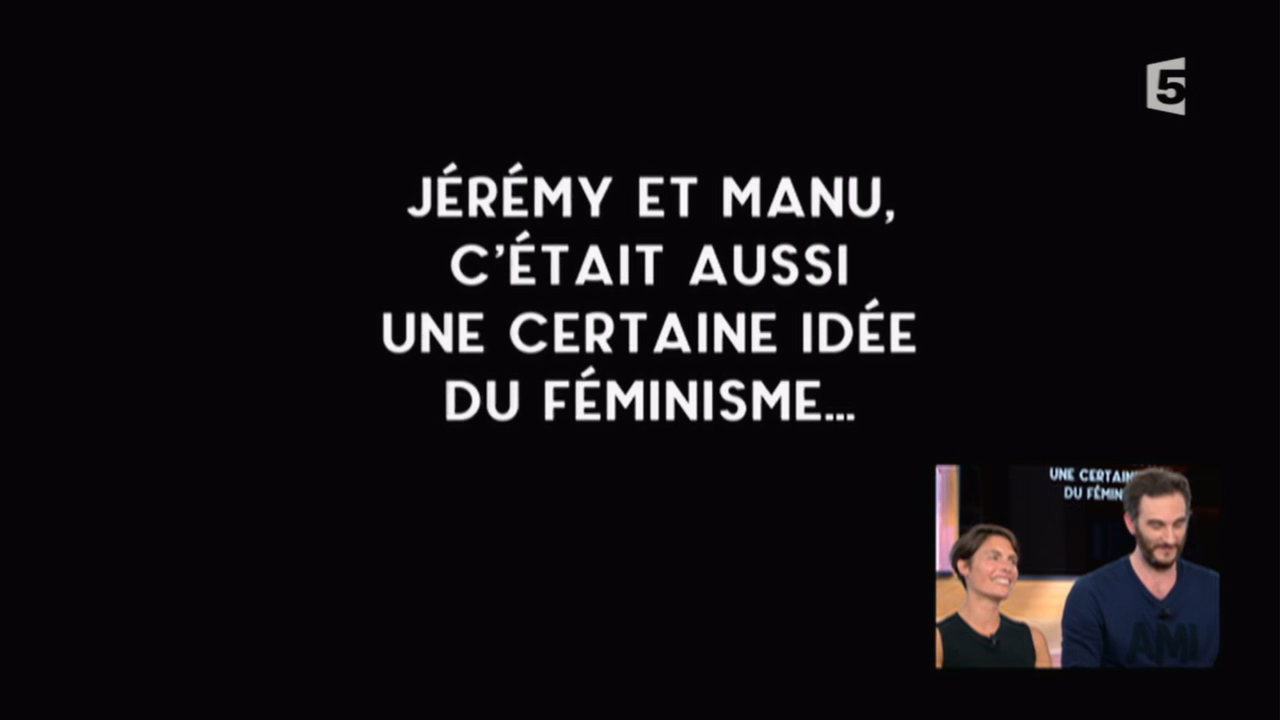 5
JÉRÉMY ET MANU,
C'ÉTAIT AUSSI
UNE CERTAINE IDÉE
DU FÉMINISME...
UNE CERTAIN
DU FÉMIN
AMI